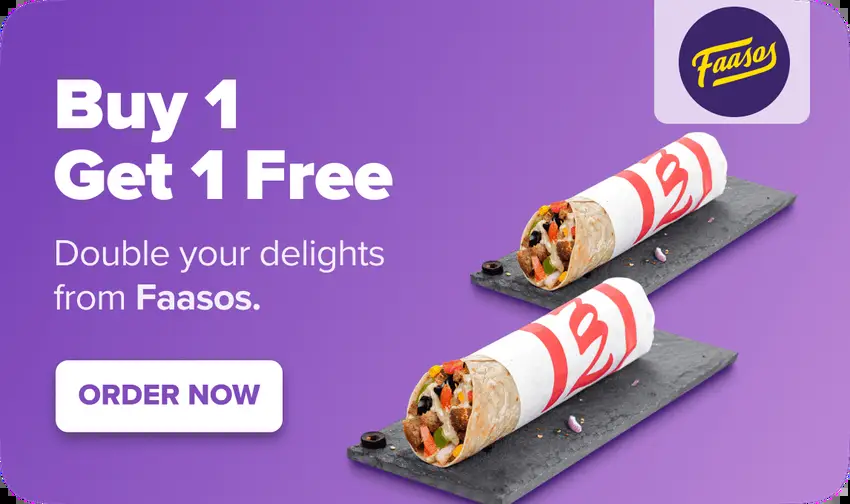 Faasos
Buy 1
Get 1 Free
Double your delights
from Faasos.
ORDER NOW